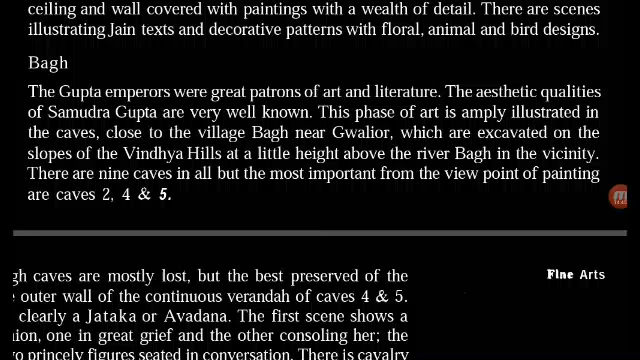 ceiling and wall covered with paintings with a wealth of detail. There are scenes
illustrating Jain texts and decorative patterns with floral, animal and bird designs.
Bagh
The Gupta emperors were great patrons of art and literature. The aesthetic qualities
of Samudra Gupta are very well known. This phase of art is amply illustrated in
the caves, close to the village Bagh near Gwalior, which are excavated on the
slopes of the Vindhya Hills at a little height above the river Bagh in the vicinity.
There are nine caves in all but the most important from the view point of painting
are caves 2, 4 & 5.
Fine Arts
gh caves are mostly lost, but the best preserved of the
outer wall of the continuous verandah of caves 4 & 5.
clearly a Jataka or Avadana. The first scene shows a
ion, one in great grief and the other consoling her; the
o princely figures seated in conversation. There is cavalry